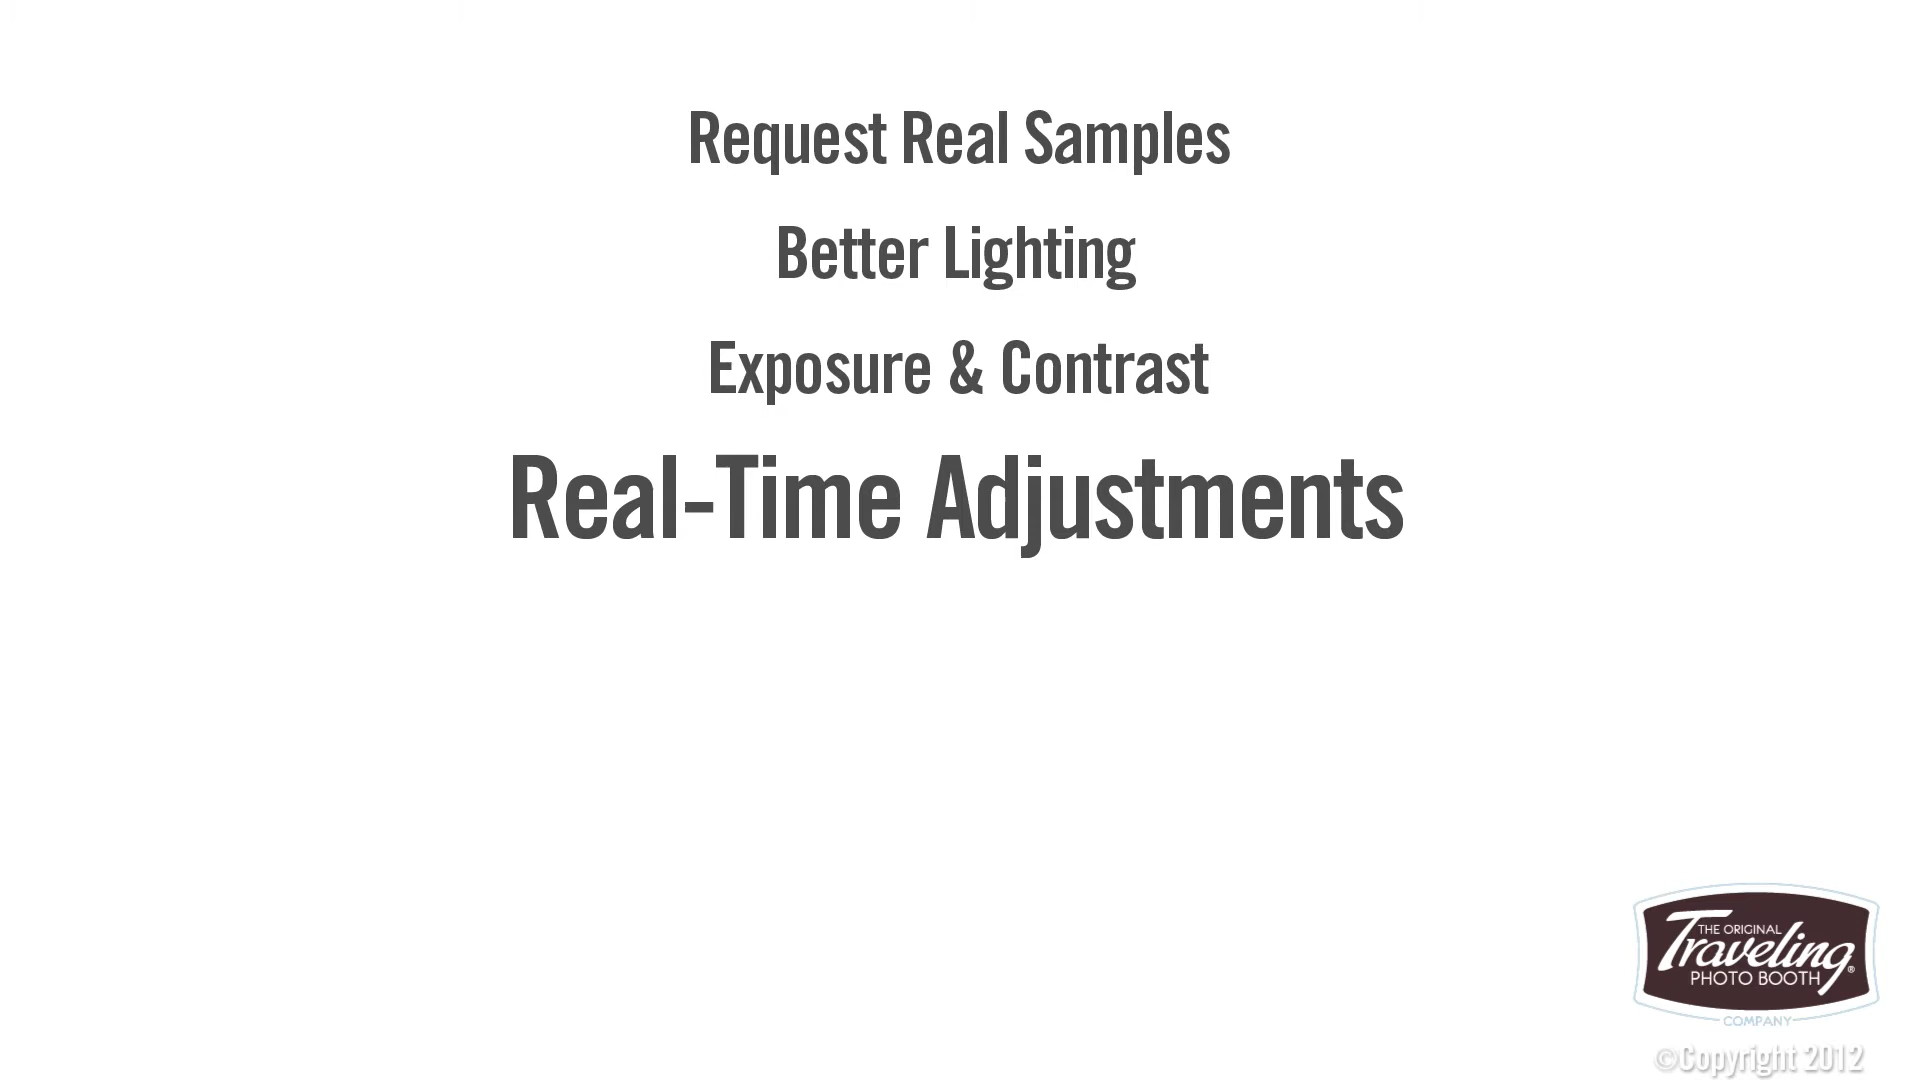 Request Real Samples
Better Lighting
Exposure & Contrast
Real-Time Adjustments
THE ORIGINAL
Traveling®
PHOTO BOOTH
COMPANY
©Copyright 2012